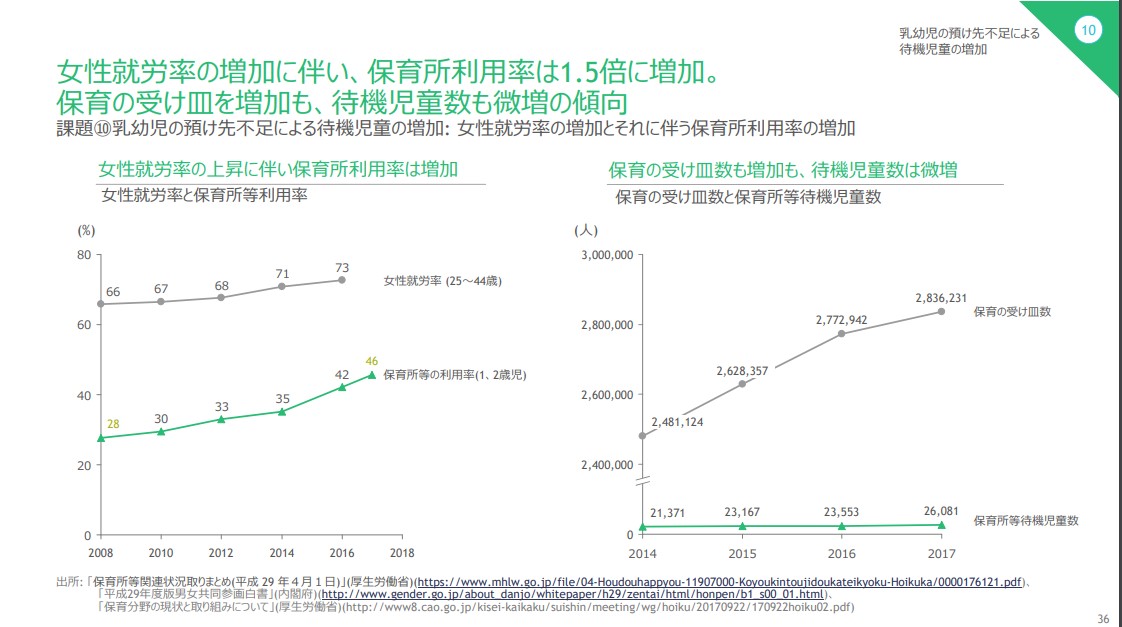 乳幼児の預け先不足による
待機児童の増加
10
女性就労率の増加に伴い、保育所利用率は1.5倍に増加。
保育の受け皿を増加も、待機児童数も微増の傾向
課題⑩乳幼児の預け先不足による待機児童の増加: 女性就労率の増加とそれに伴う保育所利用率の増加
女性就労率の上昇に伴い保育所利用率は増加
女性就労率と保育所等利用率
(%)
80
60
40
20
0
66
67
68
71
73
女性就労率 (25～44歳)
28
30
33
35
42
46
保育所等の利用率(1、2歳児)
2008
2010
2012
2014
2016
2018
保育の受け皿数も増加も、待機児童数は微増
保育の受け皿数と保育所等待機児童数
(人)
3,000,000
2,800,000
2,600,000
2,400,000
0
2,481,124
2,628,357
2,772,942
2,836,231
保育の受け皿数
21,371
23,167
23,553
26,081
保育所等待機児童数
2014
2015
2016
2017
出所: 「保育所等関連状況取りまとめ(平成 29 年 4 月 1 日)」(厚生労働省)(https://www.mhlw.go.jp/file/04-Houdouhappyou-11907000-Koyoukintoujidoukateikyoku-Hoikuka/0000176121.pdf)、
「平成29年度版男女共同参画白書」(内閣府)(http://www.gender.go.jp/about_danjo/whitepaper/h29/zentai/html/honpen/b1_s00_01.html)、
「保育分野の現状と取り組みについて」(厚生労働省)(http://www8.cao.go.jp/kisei-kaikaku/suishin/meeting/wg/hoiku/20170922/170922hoiku02.pdf)
36